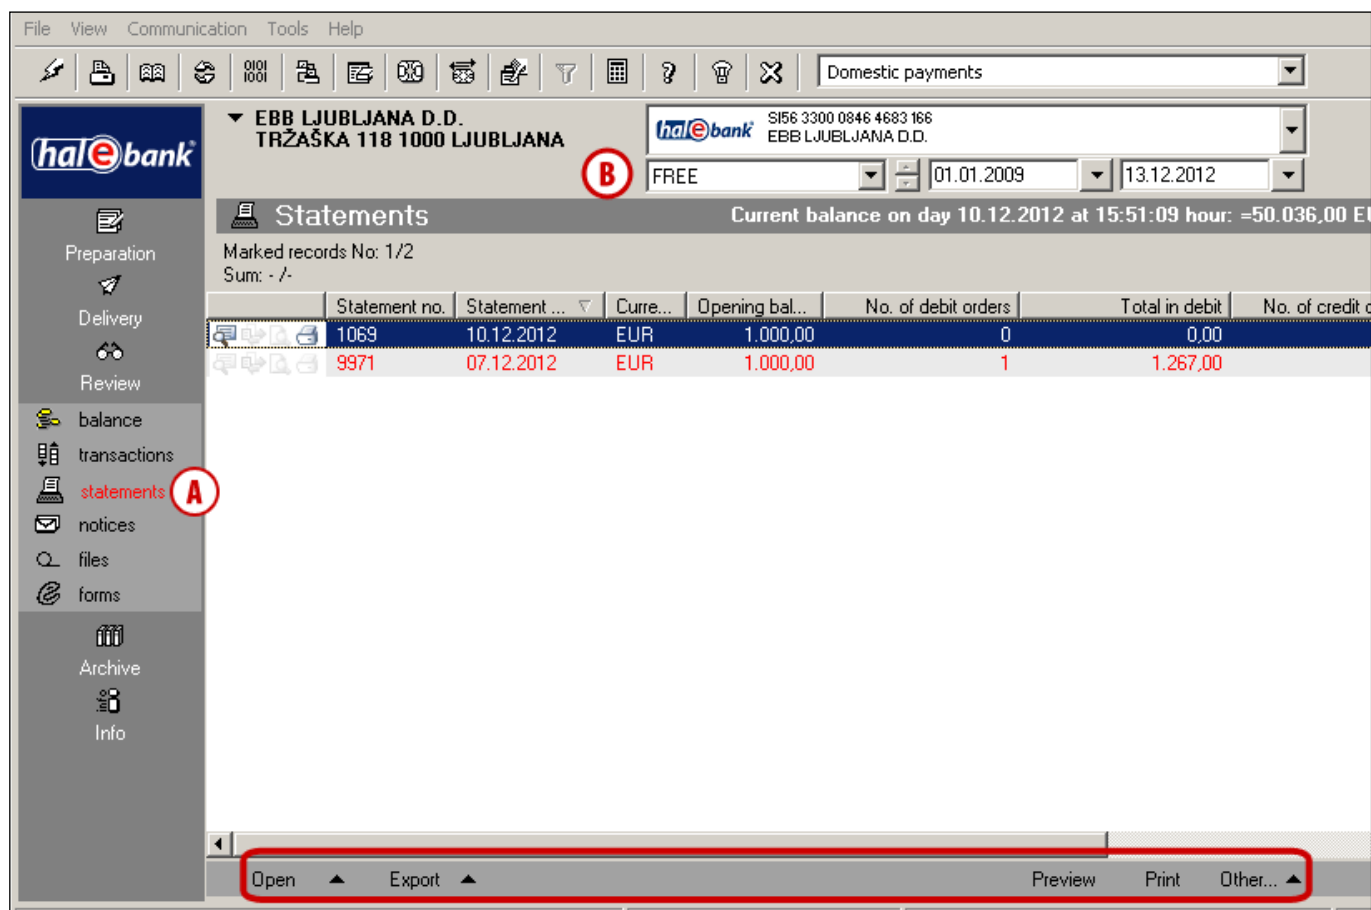 File View Communication Tools Help
Domestic payments
EBB LJUBLJANA D.D.
TRŽAŠKA 118 1000 LJUBLJANA
halebank
SI56 3300 0846 4683 166
EBB LJUBLJANA D.D.
B
FREE 01.01.2009 13.12.2012
halebank
Statements Current balance on day 10.12.2012 at 15:51:09 hour: =50.036,00 E
Marked records No: 1/2
Sum: - /-
Statement no. Statement ... Curre... Opening bal... No. of debit orders Total in debit No. of credit
1069 10.12.2012 EUR 1.000,00 0 0,00
9971 07.12.2012 EUR 1.000,00 1 1.267,00
Preparation
Delivery
Review
balance
transactions
statements A
notices
files
forms
Archive
Info
Open Export Preview Print Other...